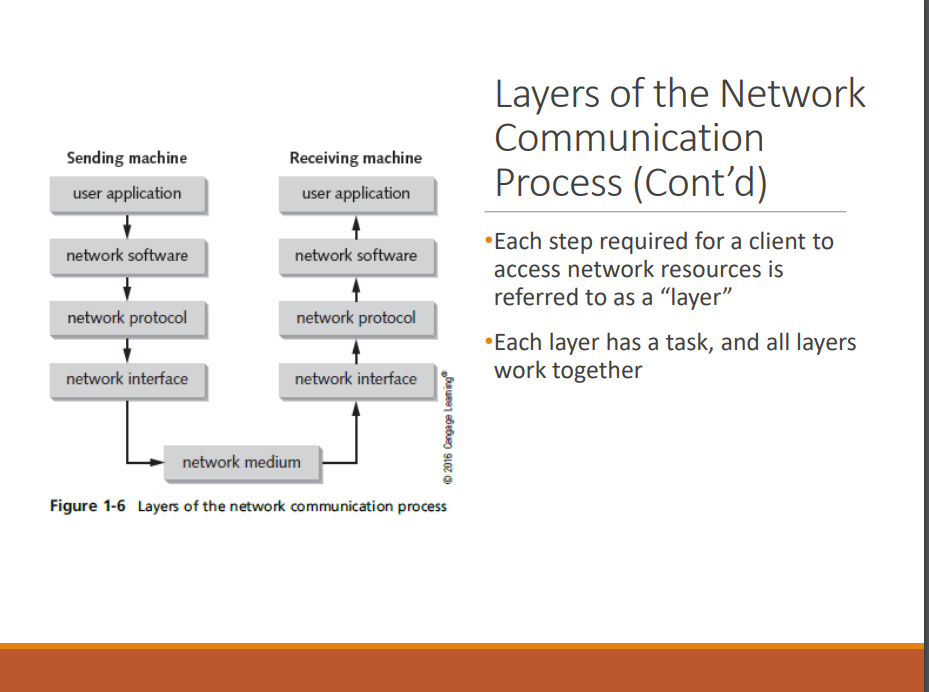 Layers of the Network
Communication
Process (Cont’d)
Sending machine
user application
network software
network protocol
network interface
Receiving machine
user application
network software
network protocol
network interface
network medium
© 2016 Cengage Learning®
Figure 1-6 Layers of the network communication process
•Each step required for a client to
access network resources is
referred to as a “layer”
•Each layer has a task, and all layers
work together